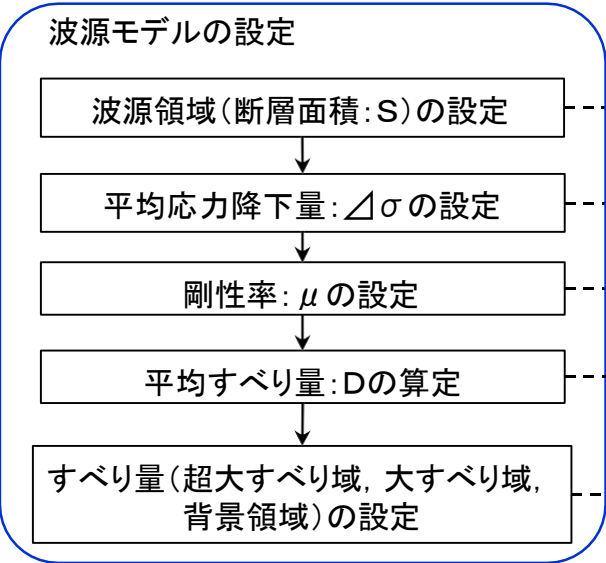 波源モデルの設定
波源領域（断層面積：S）の設定
平均応力降下量：⊿σの設定
剛性率：μの設定
平均すべり量：Dの算定
すべり量（超大すべり域，大すべり域，
背景領域）の設定